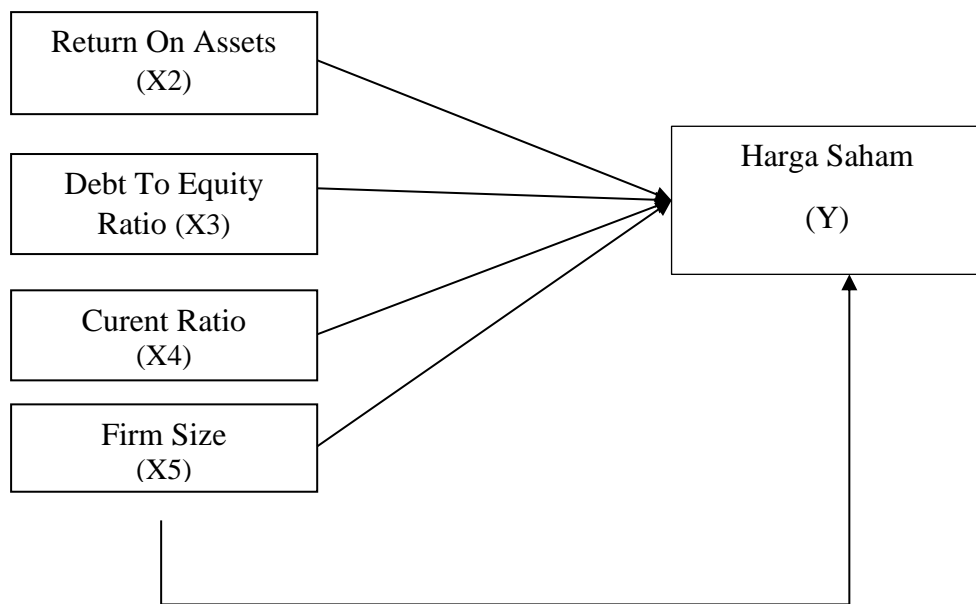 Return On Assets
(X2)
Debt To Equity
Ratio (X3)
Curent Ratio
(X4)
Firm Size
(X5)
Harga Saham
(Y)